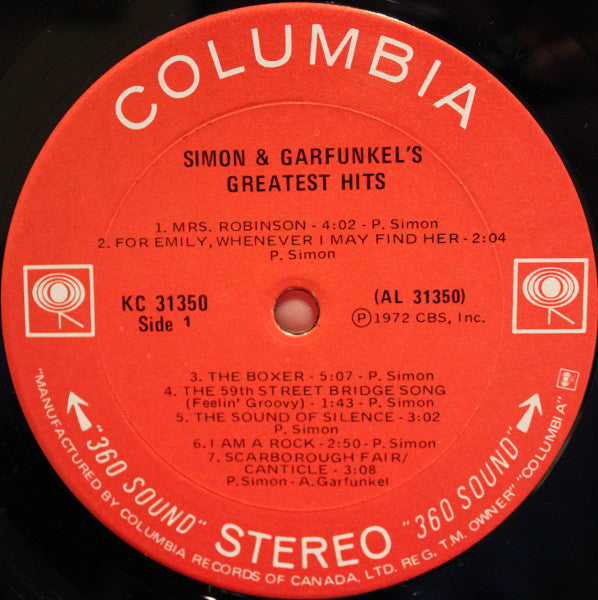 COLUMBIA
SIMON & GARFUNKEL'S
GREATEST HITS
1. MRS. ROBINSON - 4:02 - P. Simon
2. FOR EMILY, WHENEVER I MAY FIND HER - 2:04
P. Simon
KC 31350
Side 1
(AL 31350)
Ⓟ1972 CBS, Inc.
3. THE BOXER - 5:07 - P. Simon
4. THE 59th STREET BRIDGE SONG
(Feelin' Groovy) - 1:43 - P. Simon
5. THE SOUND OF SILENCE - 3:02
P. Simon
6. I AM A ROCK - 2:50 - P. Simon
7. SCARBOROUGH FAIR/
CANTICLE - 3:08
P. Simon - A. Garfunkel
"360 SOUND" STEREO "360 SOUND"
"MANUFACTURED BY COLUMBIA RECORDS OF CANADA, LTD. REG. T.M. OWNER" "COLUMBIA"